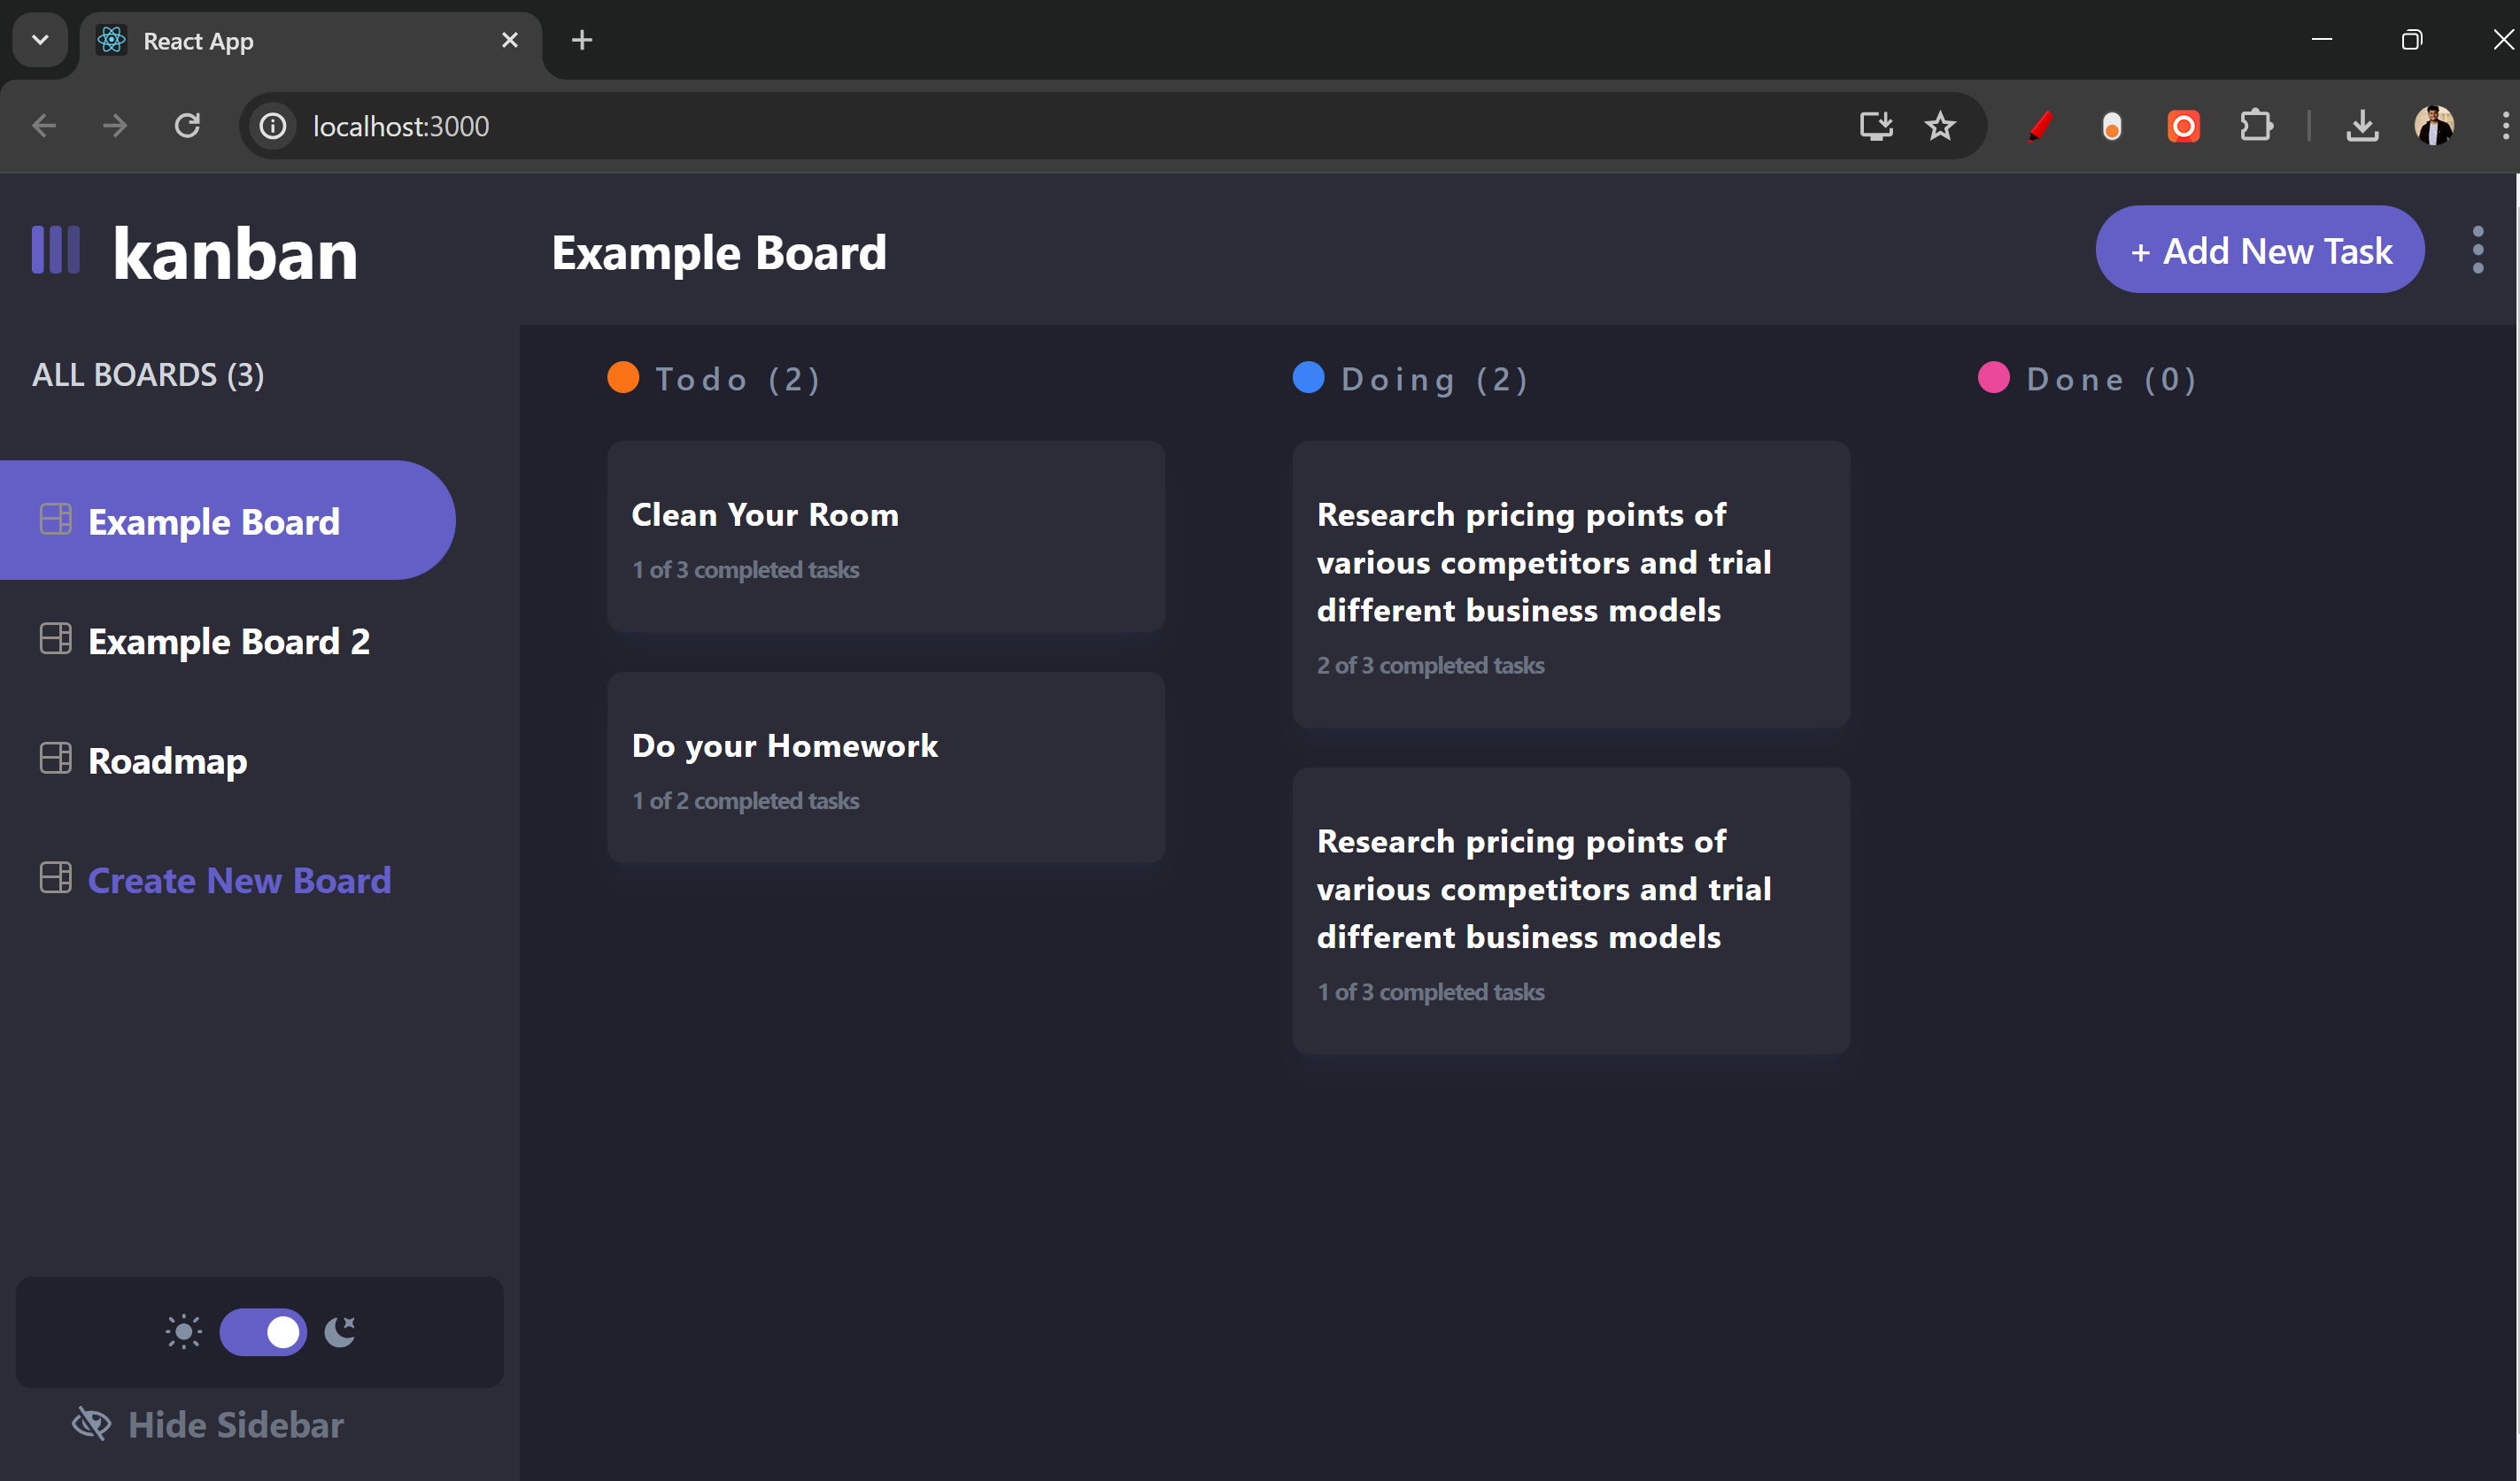 React App
localhost:3000
kanban
Example Board
+ Add New Task
ALL BOARDS (3)
Example Board
Example Board 2
Roadmap
Create New Board
Hide Sidebar
Todo (2)
Clean Your Room
1 of 3 completed tasks
Do your Homework
1 of 2 completed tasks
Doing (2)
Research pricing points of
various competitors and trial
different business models
2 of 3 completed tasks
Research pricing points of
various competitors and trial
different business models
1 of 3 completed tasks
Done (0)